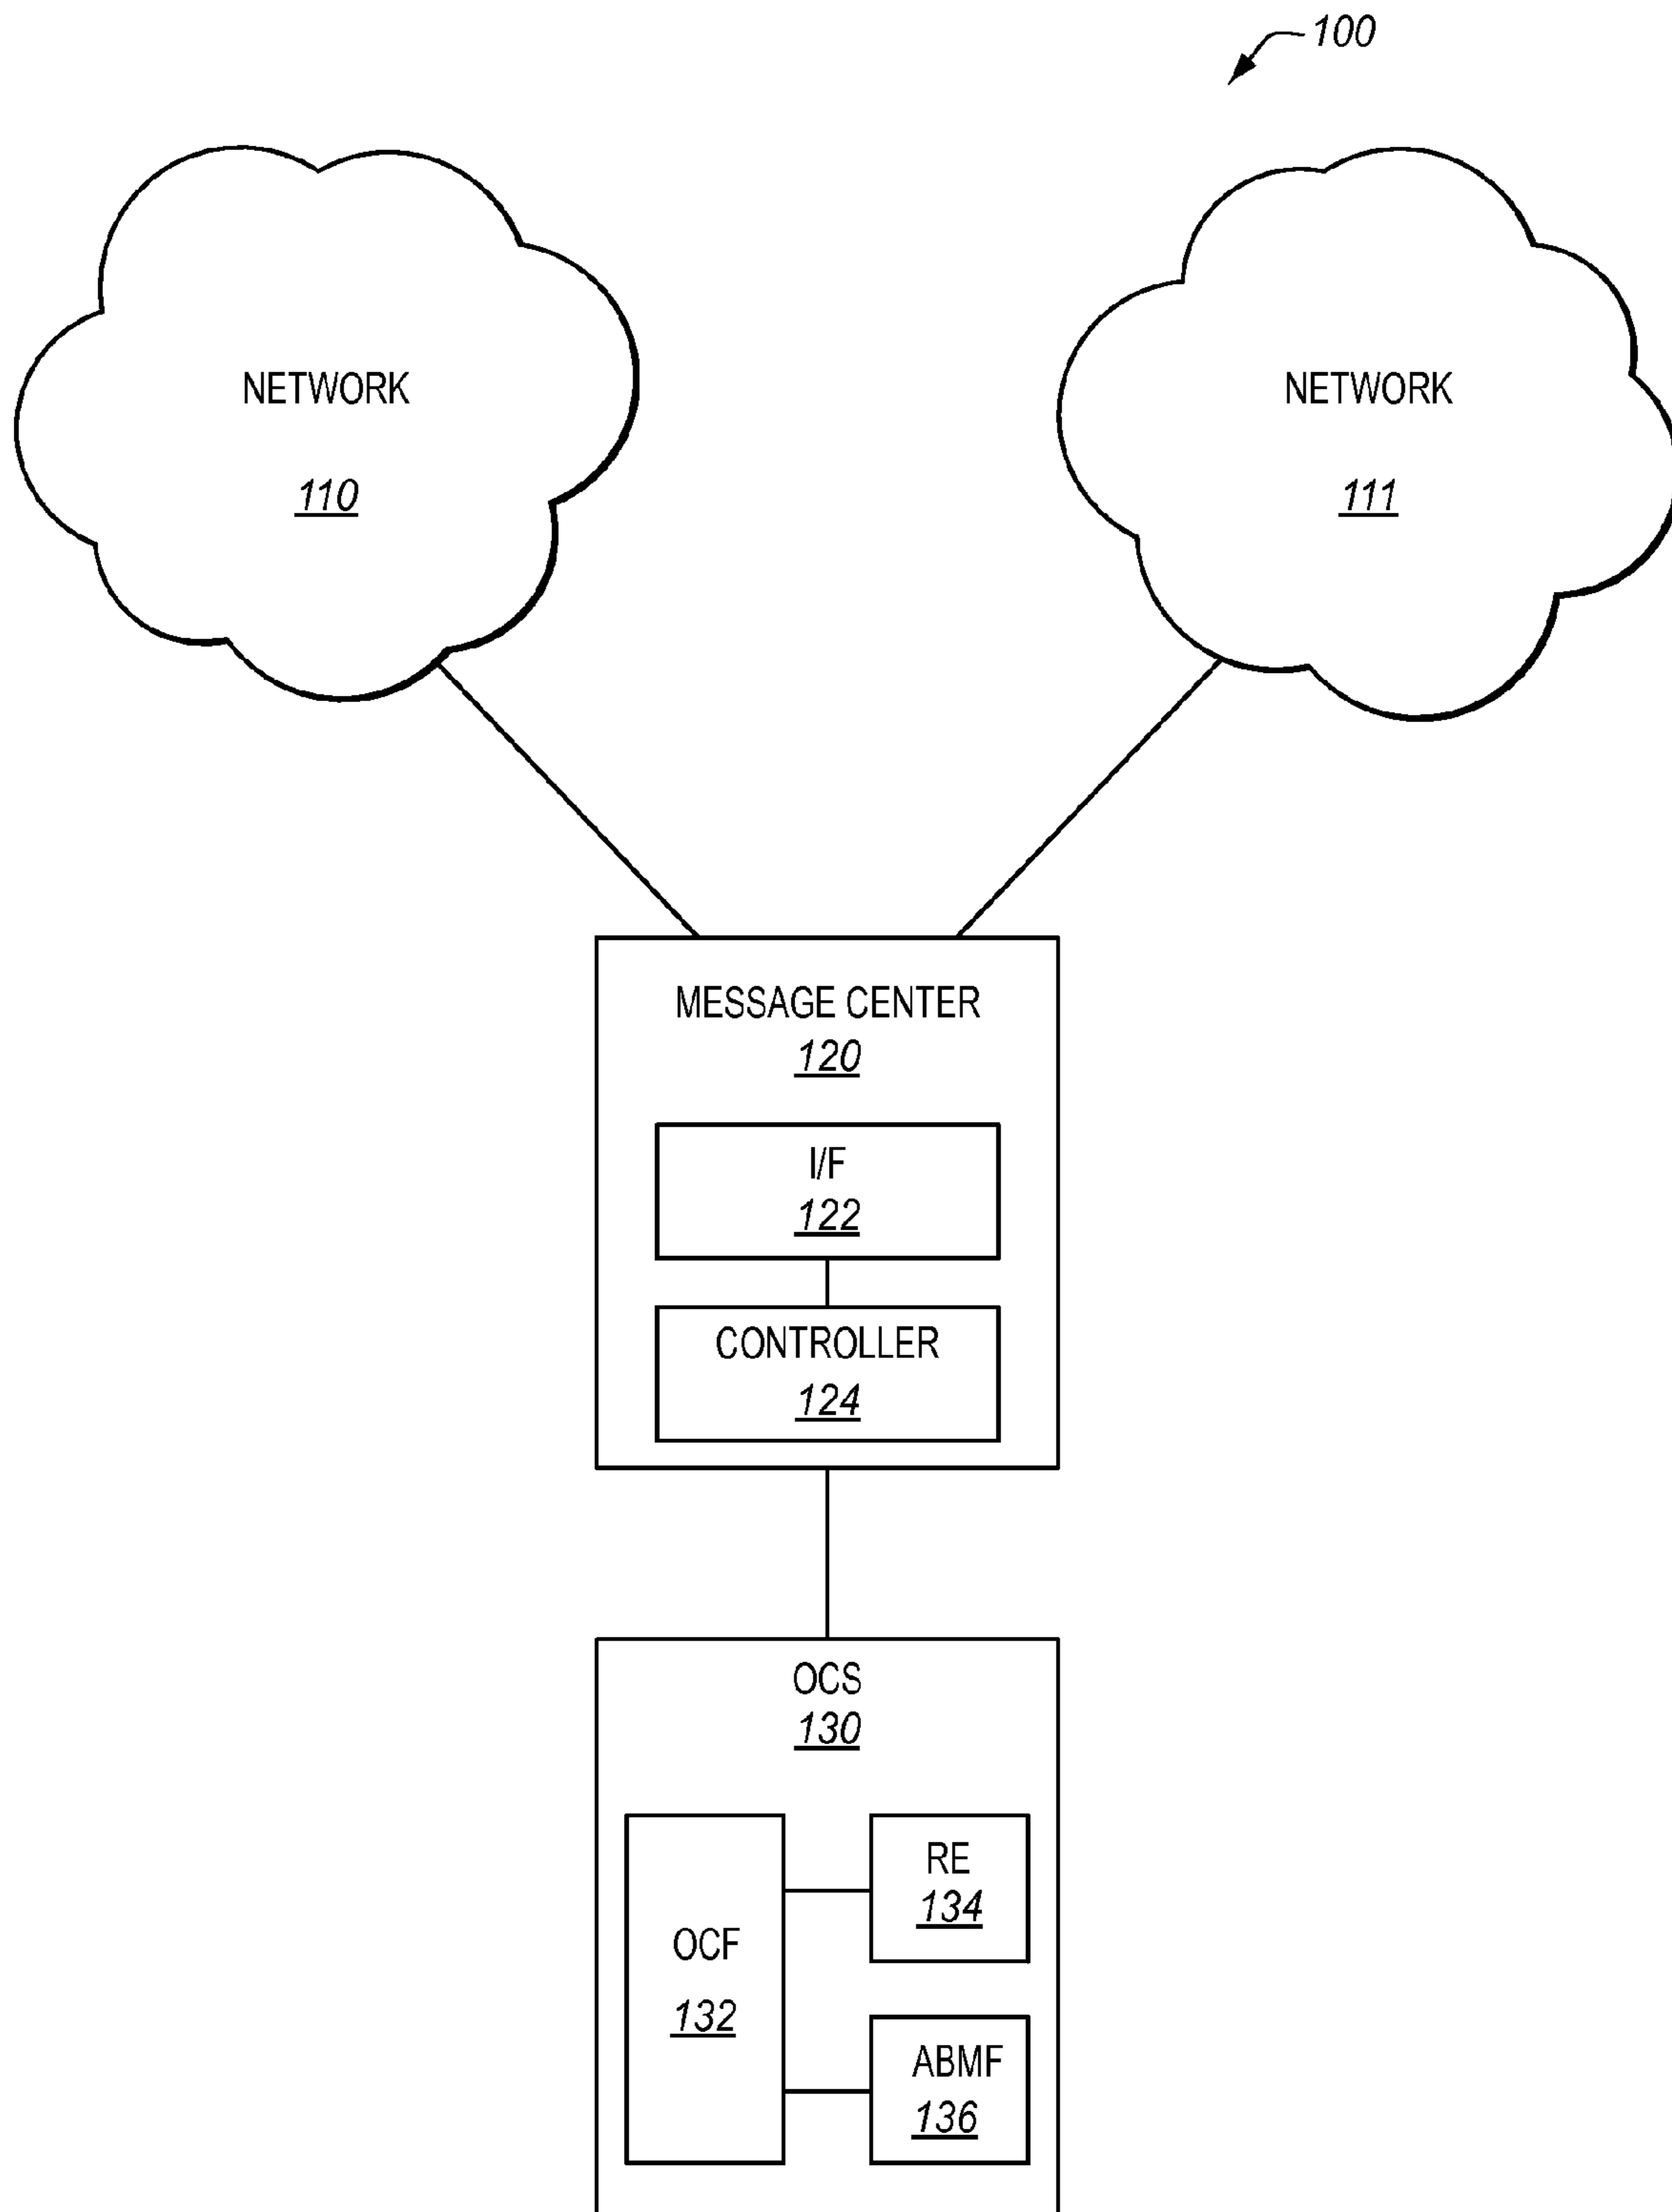 100
NETWORK
110
NETWORK
111
MESSAGE CENTER
120
I/F
122
CONTROLLER
124
OCS
130
OCF
132
RE
134
ABMF
136